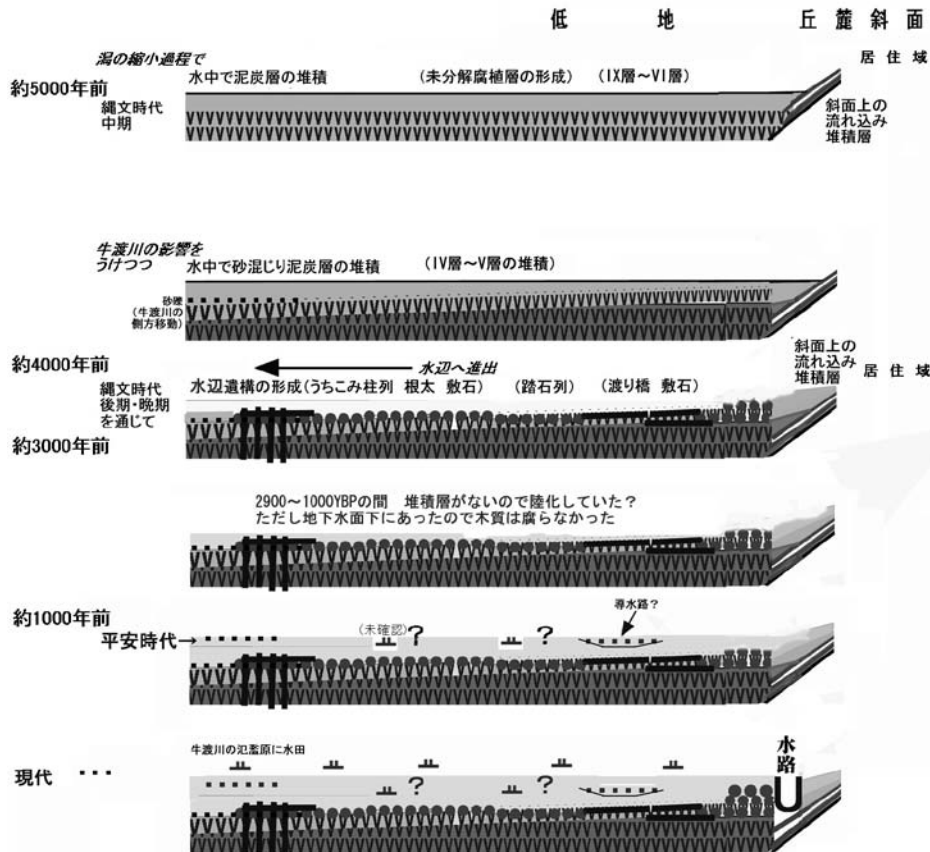 低 地 丘 麓 斜 面
潟の縮小過程で
居 住 域
水中で泥炭層の堆積 (未分解腐植層の形成) (IX層～VI層)
約5000年前
縄文時代
中期
斜面上の
流れ込み
堆積層
牛渡川の影響を
うけつつ
水中で砂混じり泥炭層の堆積 (IV層～V層の堆積)
砂礫
(牛渡川の
側方移動)
約4000年前
水辺へ進出
斜面上の
流れ込み
堆積層
居 住 域
縄文時代
後期・晩期
を通じて
水辺遺構の形成(うちこみ柱列 根太 敷石) (踏石列) (渡り橋 敷石)
約3000年前
2900～1000YBPの間 堆積層がないので陸化していた？
ただし地下水面下にあったので木質は腐らなかった
約1000年前
導水路？
平安時代→
(未確認)
？
？
牛渡川の氾濫原に水田
水路
現代 ･･･
？
？